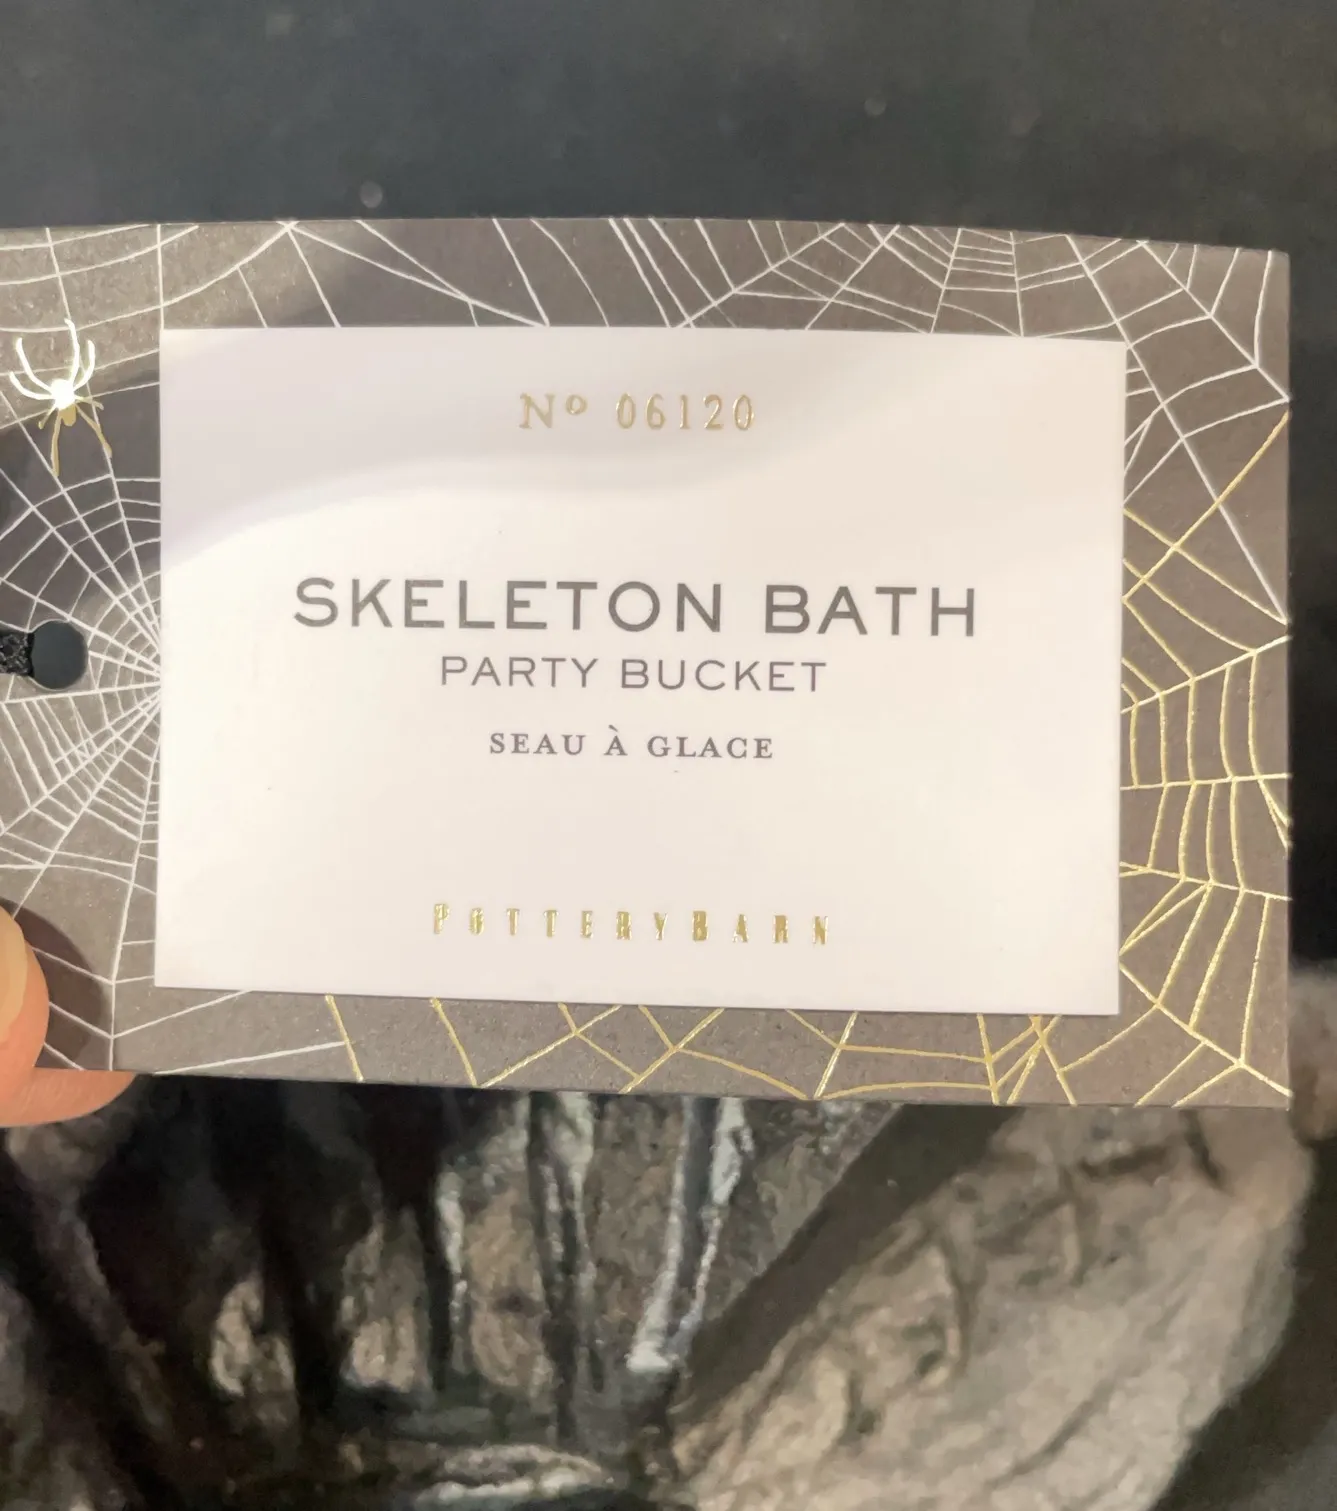 Nº 06120
SKELETON BATH
PARTY BUCKET
SEAU À GLACE
POTTERYBARN